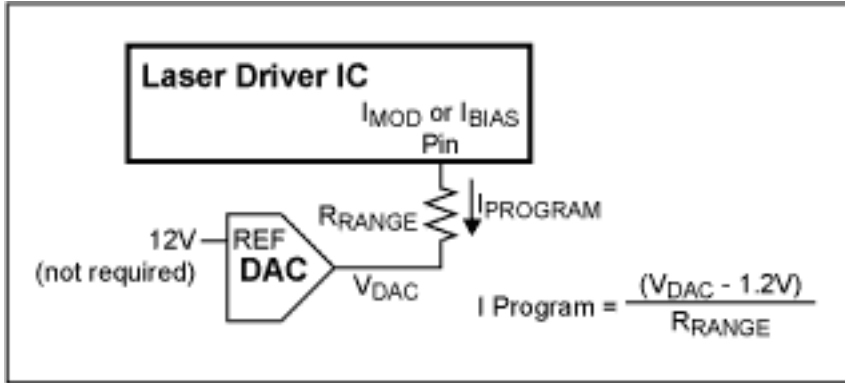 Laser Driver IC
IMOD or IBIAS
Pin
RRANGE
IPROGRAM
12V
(not required)
REF
DAC
VDAC
I Program = (VDAC - 1.2V)
RRANGE